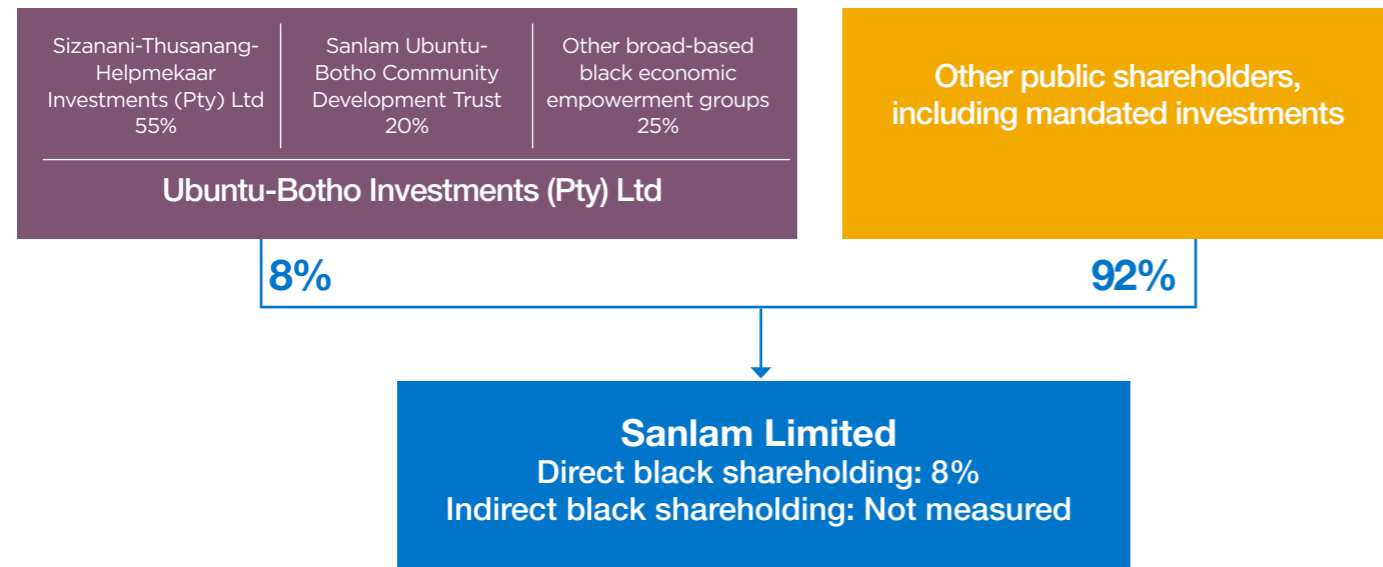 Sizanani-Thusanang-
Helpmekaar
Investments (Pty) Ltd
55%
Sanlam Ubuntu-
Botho Community
Development Trust
20%
Other broad-based
black economic
empowerment groups
25%
Ubuntu-Botho Investments (Pty) Ltd
Other public shareholders,
including mandated investments
8%
92%
Sanlam Limited
Direct black shareholding: 8%
Indirect black shareholding: Not measured